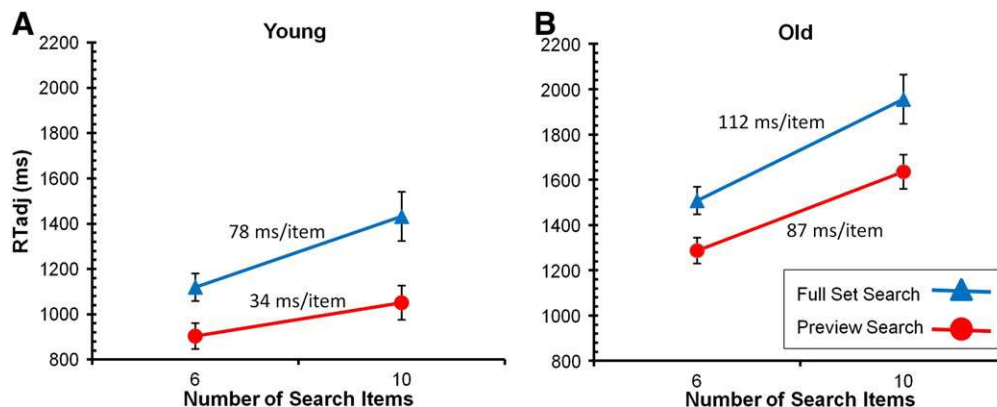 A
Young
2200
2000
1800
1600
1400
1200
1000
800
RTadj (ms)
78 ms/item
34 ms/item
6
10
Number of Search Items
B
Old
2200
2000
1800
1600
1400
1200
1000
800
112 ms/item
87 ms/item
Full Set Search
Preview Search
6
10
Number of Search Items